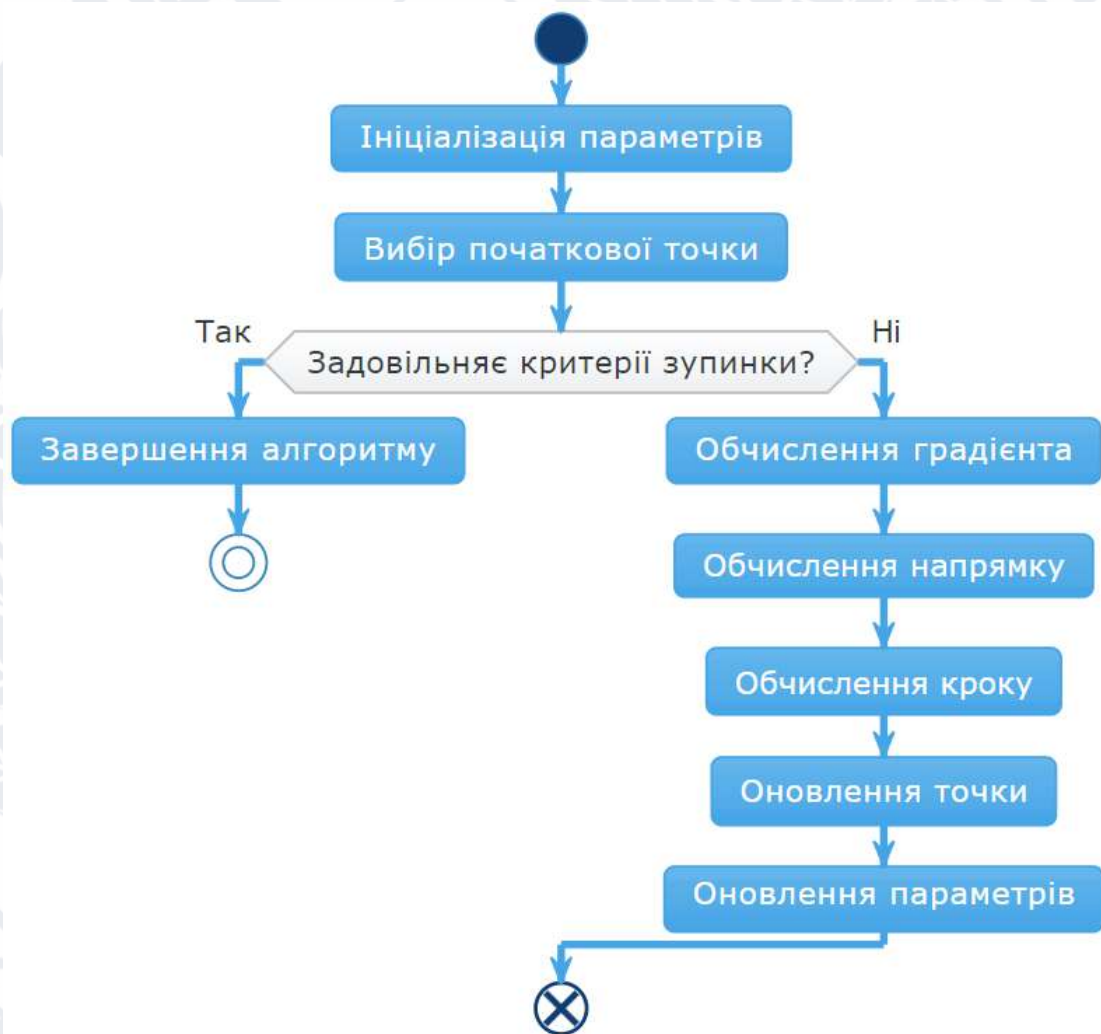 Ініціалізація параметрів
Вибір початкової точки
Так
Ні
Задовільняє критерії зупинки?
Завершення алгоритму
Обчислення градієнта
Обчислення напрямку
Обчислення кроку
Оновлення точки
Оновлення параметрів